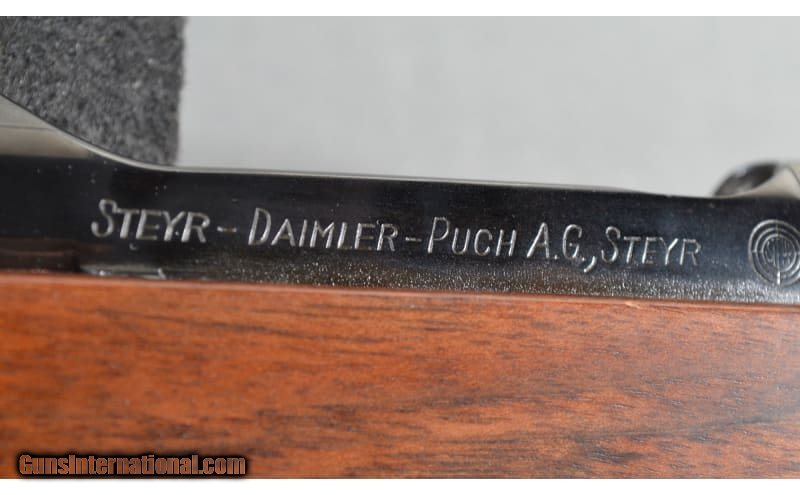 STEYR - DAIMLER - PUCH A.G., STEYR
GunsInternational.com